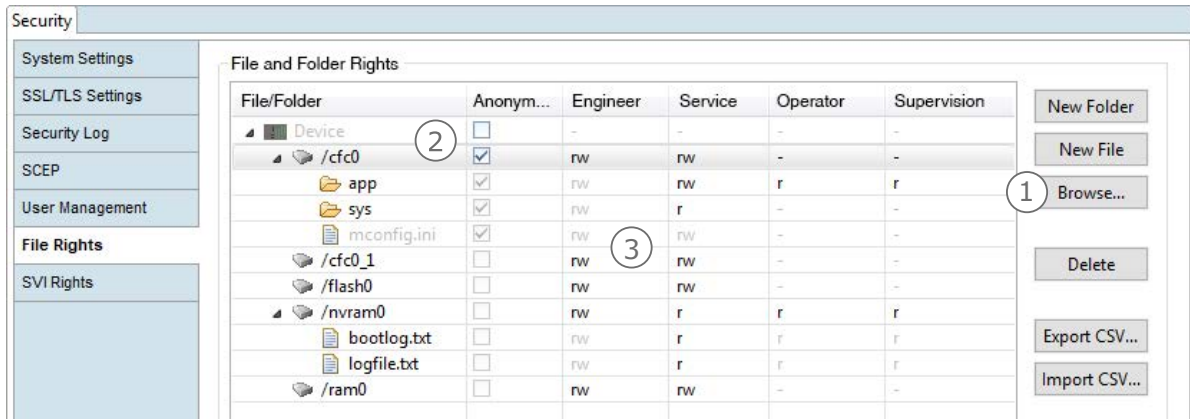 Security
System Settings
SSL/TLS Settings
Security Log
SCEP
User Management
File Rights
SVI Rights
File and Folder Rights
File/Folder Anonym... Engineer Service Operator Supervision
Device - - - -
② /cfc0 rw rw - -
app rw rw r r
sys rw r - -
mconfig.ini rw rw - -
③
/cfc0_1 rw rw - -
/flash0 rw rw - -
/nvram0 rw r r r
bootlog.txt rw r r r
logfile.txt rw r r r
/ram0 rw rw - -
New Folder
New File
① Browse...
Delete
Export CSV...
Import CSV...